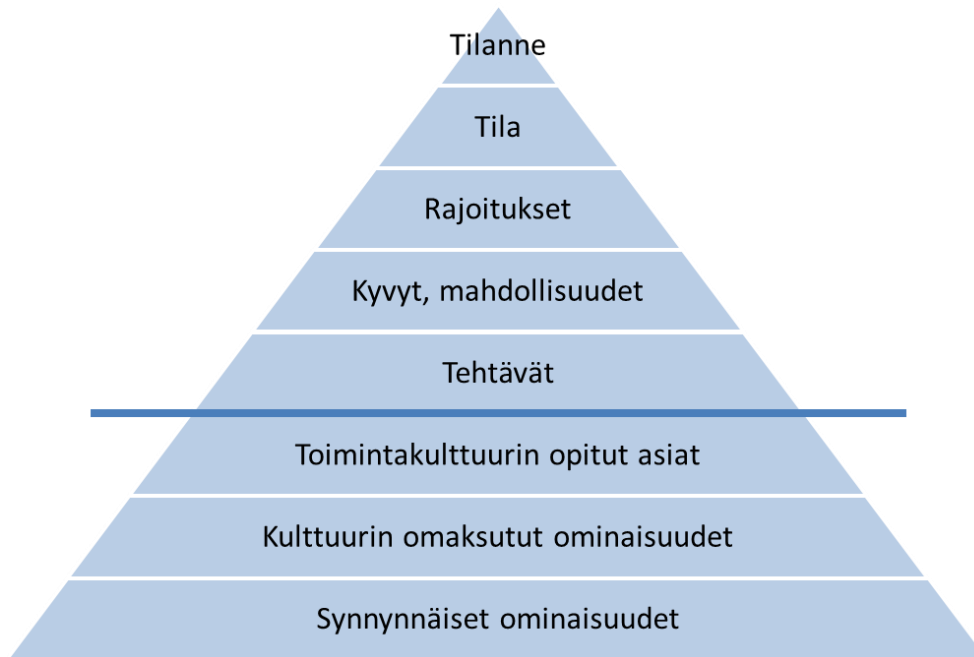 Tilanne
Tila
Rajoitukset
Kyvyt, mahdollisuudet
Tehtävät
Toimintakulttuurin opitut asiat
Kulttuurin omaksutut ominaisuudet
Synnynnäiset ominaisuudet